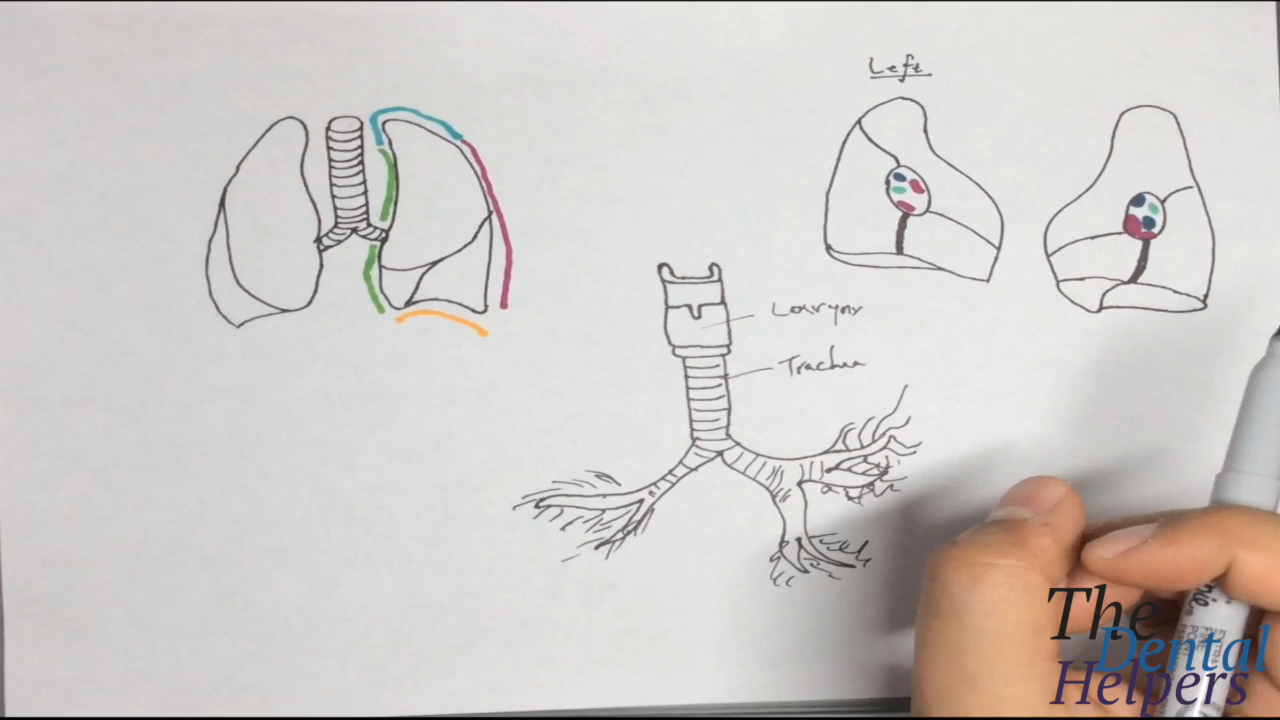 Left
Larynx
Trachea
The
Dental
Helpers